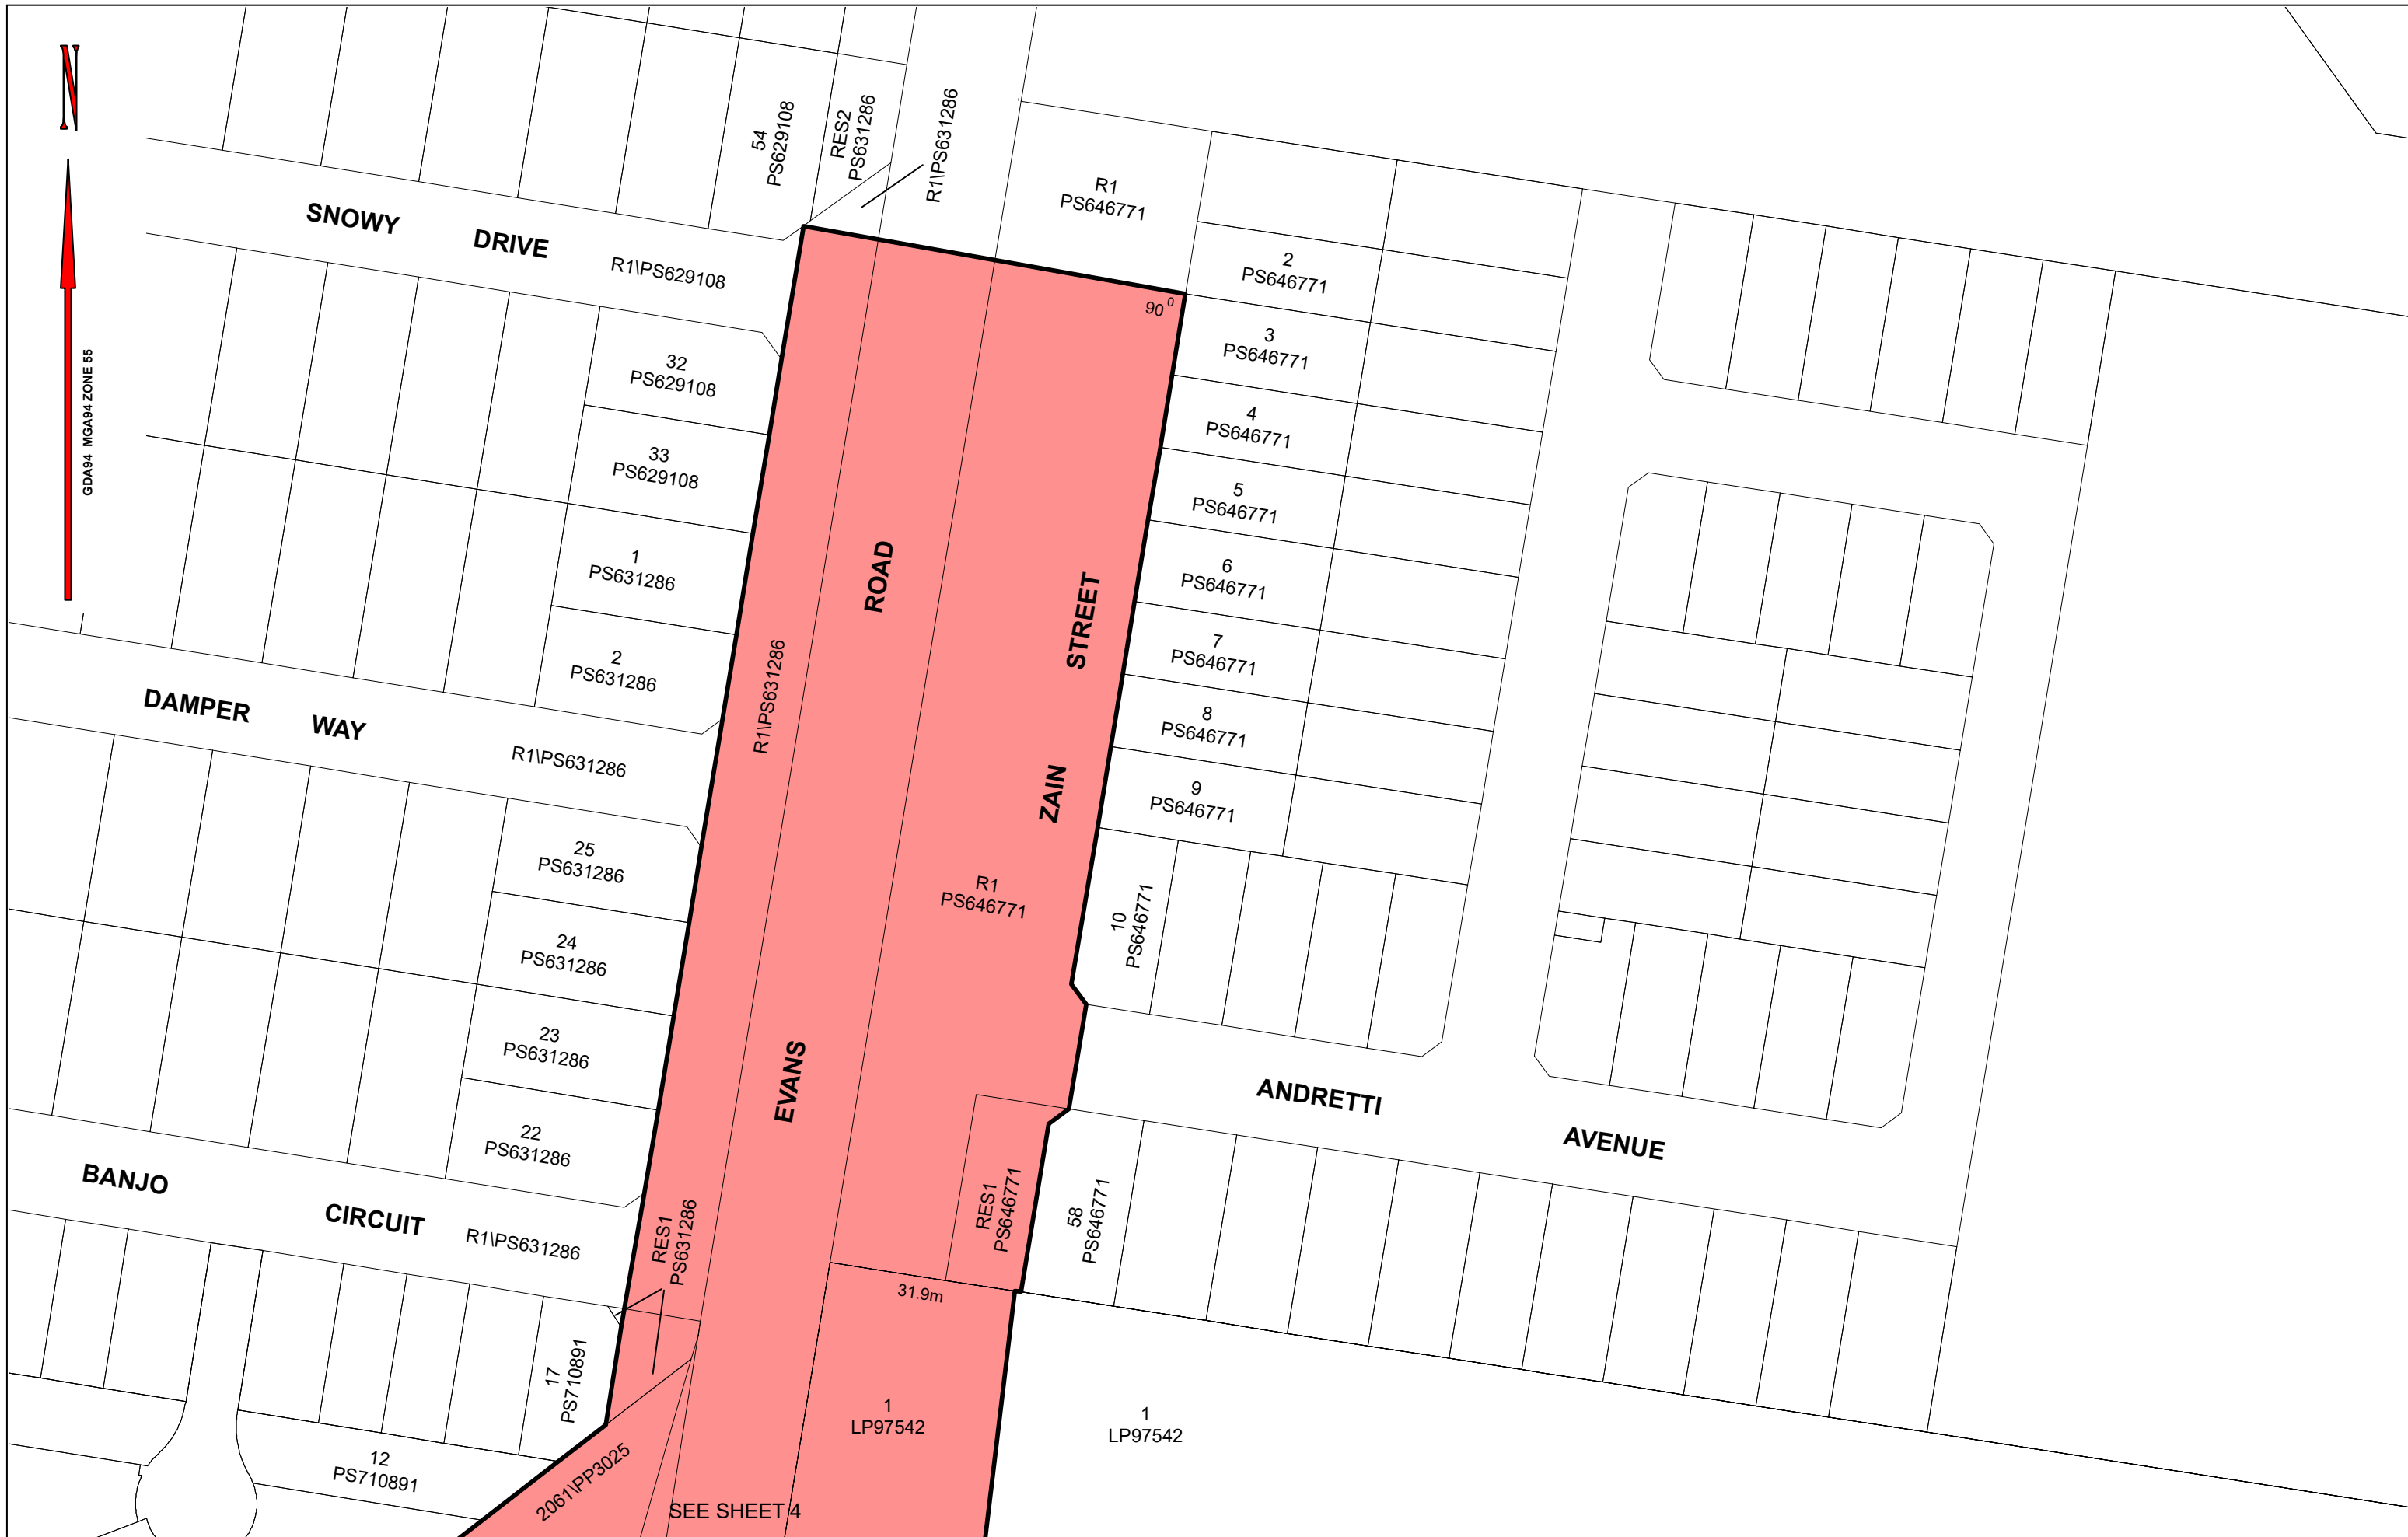 N
GDA94 MGA94 ZONE 55
54
PS629108
RES2
PS631286
R1\PS631286
R1
PS646771
SNOWY DRIVE
R1\PS629108
90⁰
2
PS646771
3
PS646771
4
PS646771
5
PS646771
6
PS646771
7
PS646771
8
PS646771
9
PS646771
10
PS646771
32
PS629108
33
PS629108
1
PS631286
2
PS631286
R1\PS631286
ROAD
STREET
ZAIN
DAMPER WAY
R1\PS631286
25
PS631286
24
PS631286
23
PS631286
22
PS631286
R1
PS646771
EVANS
ANDRETTI AVENUE
BANJO CIRCUIT
R1\PS631286
RES1
PS631286
RES1
PS646771
58
PS646771
31.9m
17
PS710891
12
PS710891
2061\PP3025
1
LP97542
1
LP97542
SEE SHEET 4